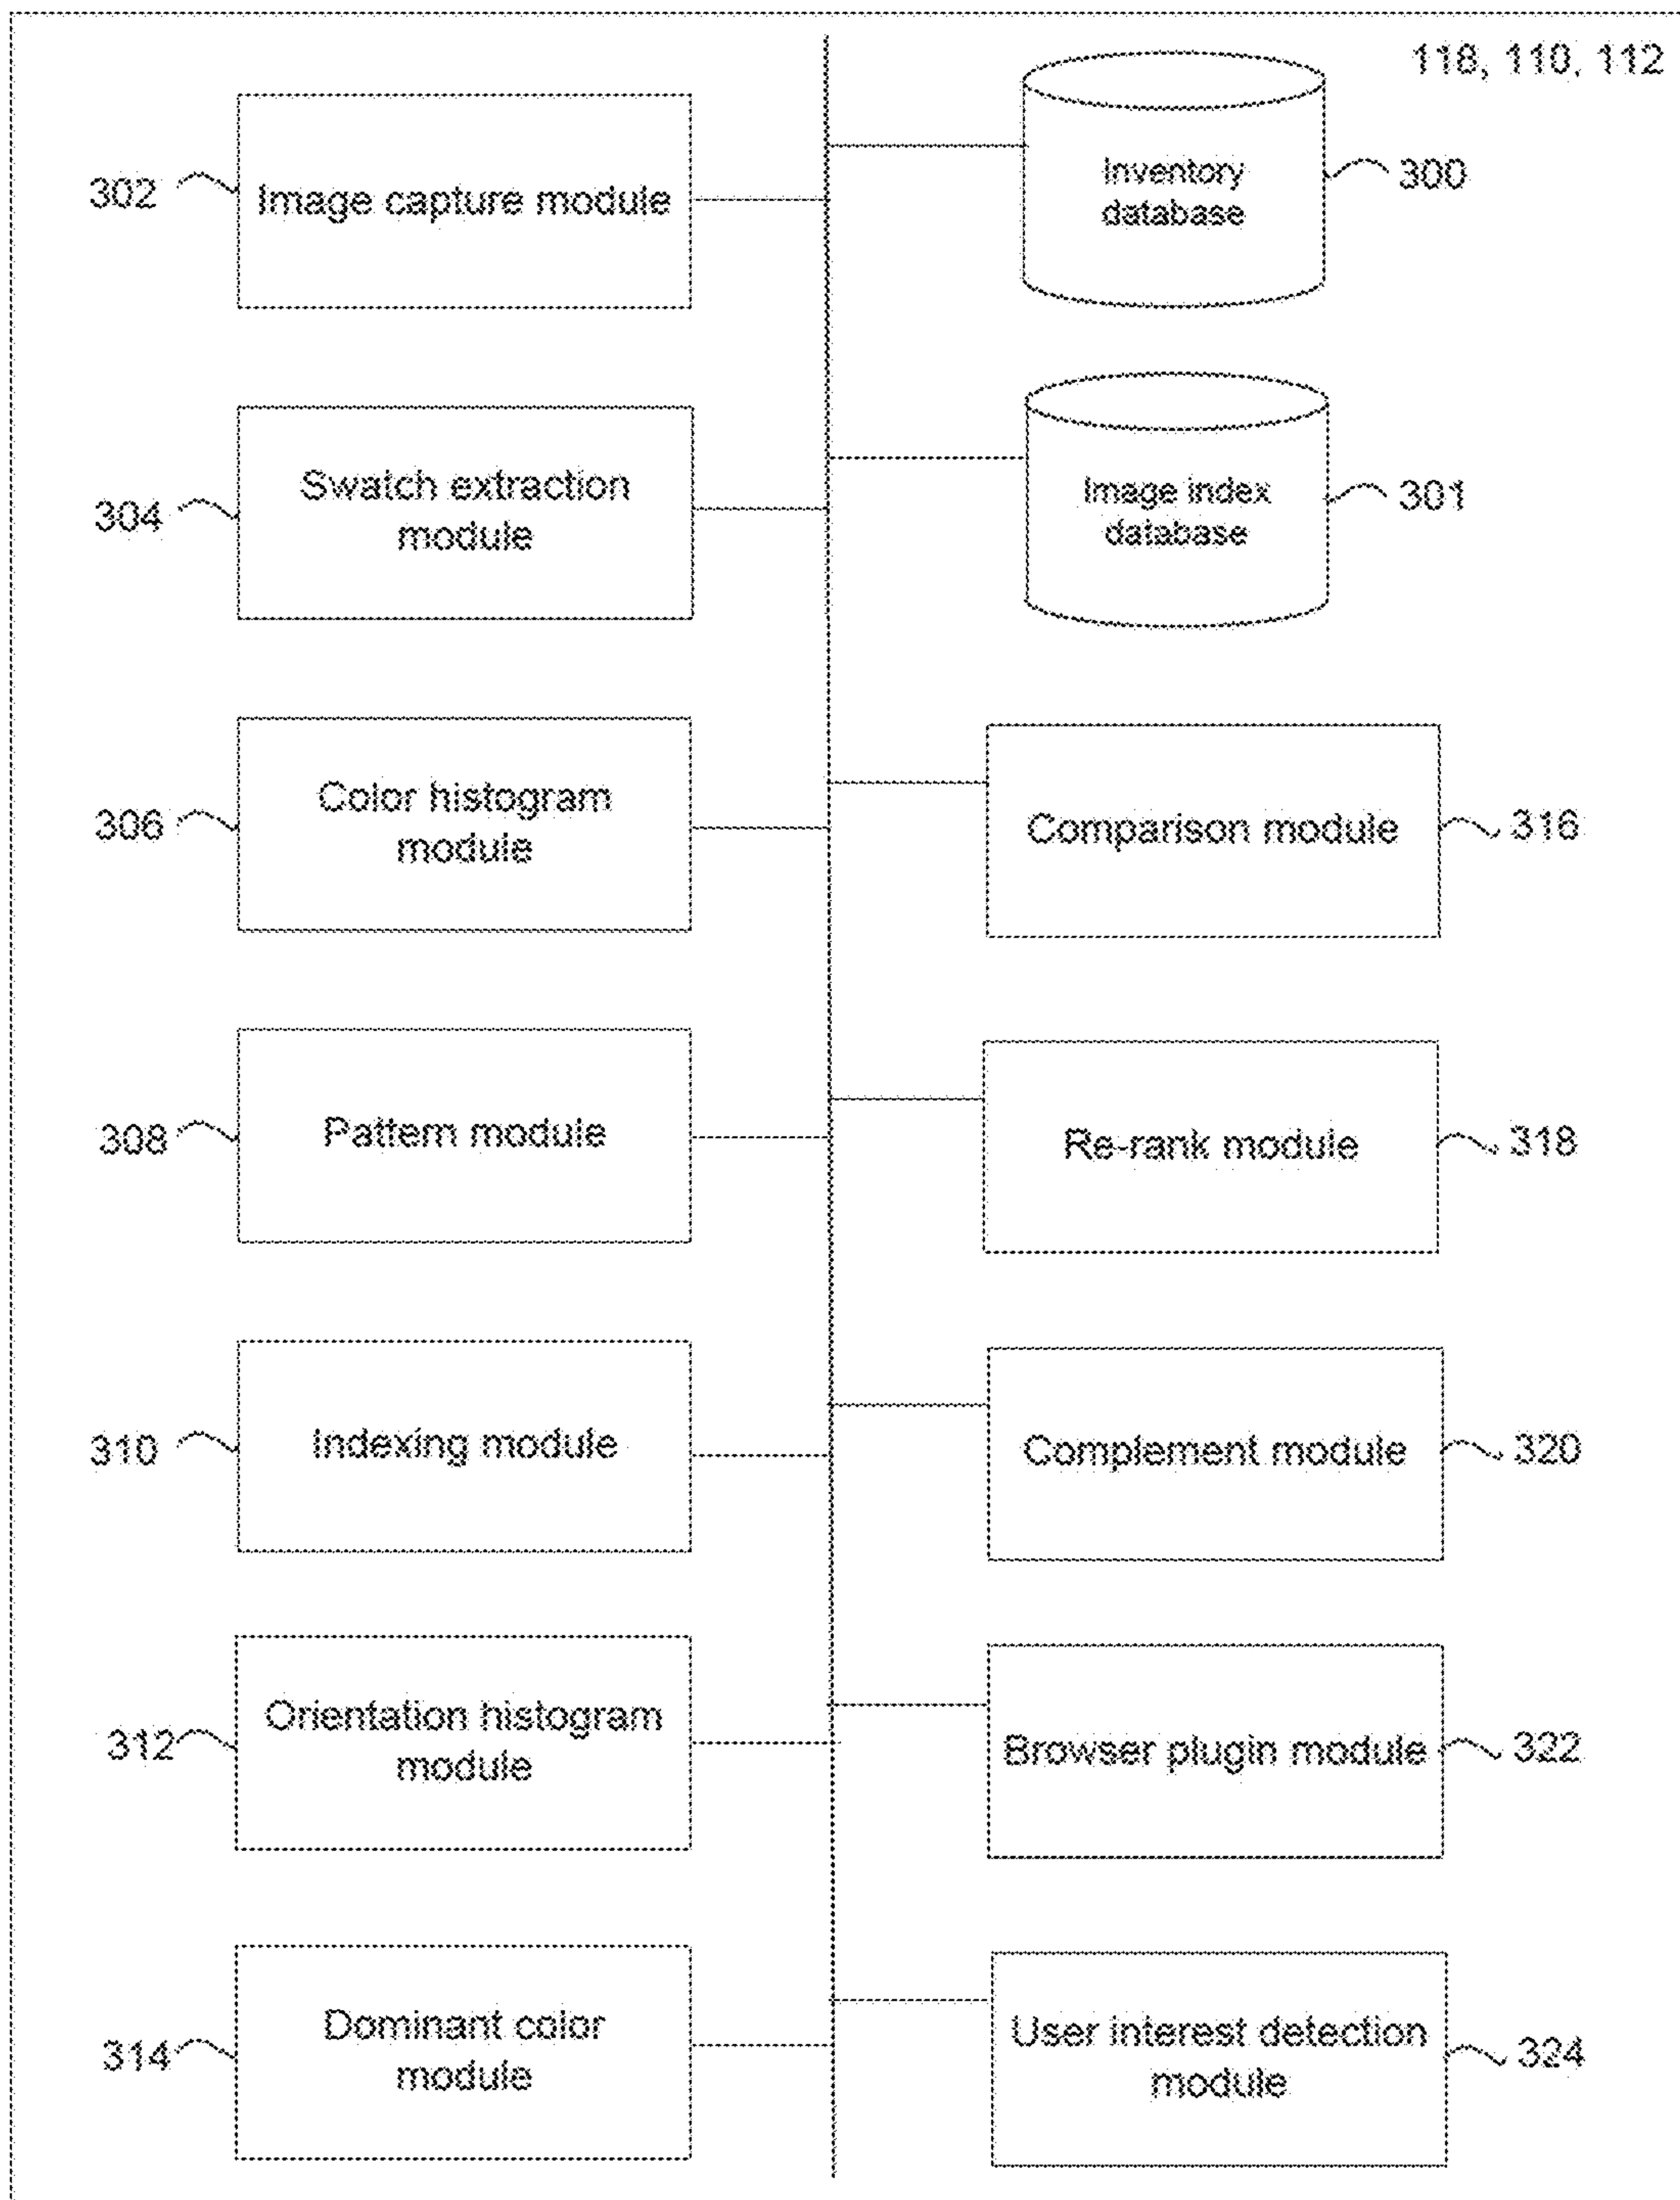 118, 110, 112
302
Image capture module
Inventory
database
300
304
Swatch extraction
module
Image index
database
301
306
Color histogram
module
Comparison module
316
308
Pattern module
Re-rank module
318
310
Indexing module
Complement module
320
312
Orientation histogram
module
Browser plugin module
322
314
Dominant color
module
User interest detection
module
324